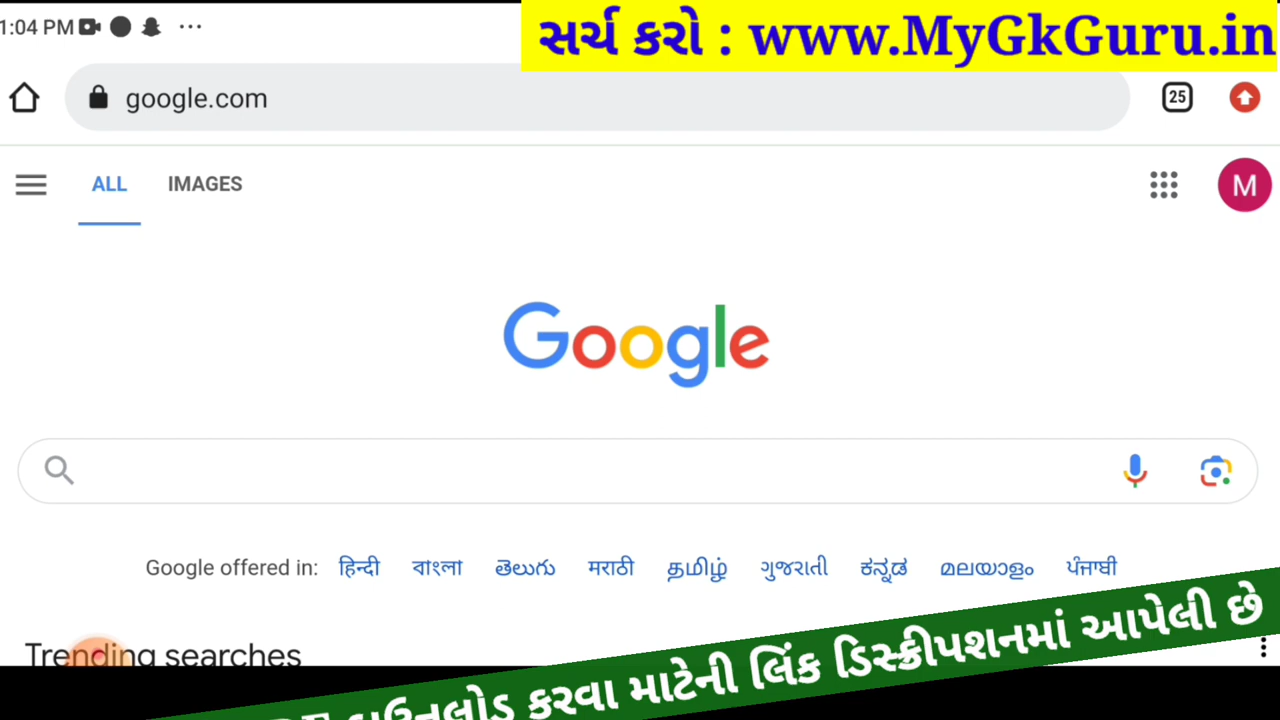 1:04 PM
સર્ચ કરો : www.MyGkGuru.in
google.com
25
ALL IMAGES
M
Google
Google offered in: हिन्दी বাংলা తెలుగు मराठी தமிழ் ગુજરાતી ಕನ್ನಡ മലയാളം ਪੰਜਾਬੀ
Trending searches
કરવા માટેની લિંક ડિસ્ક્રીપશનમાં આપેલી છે